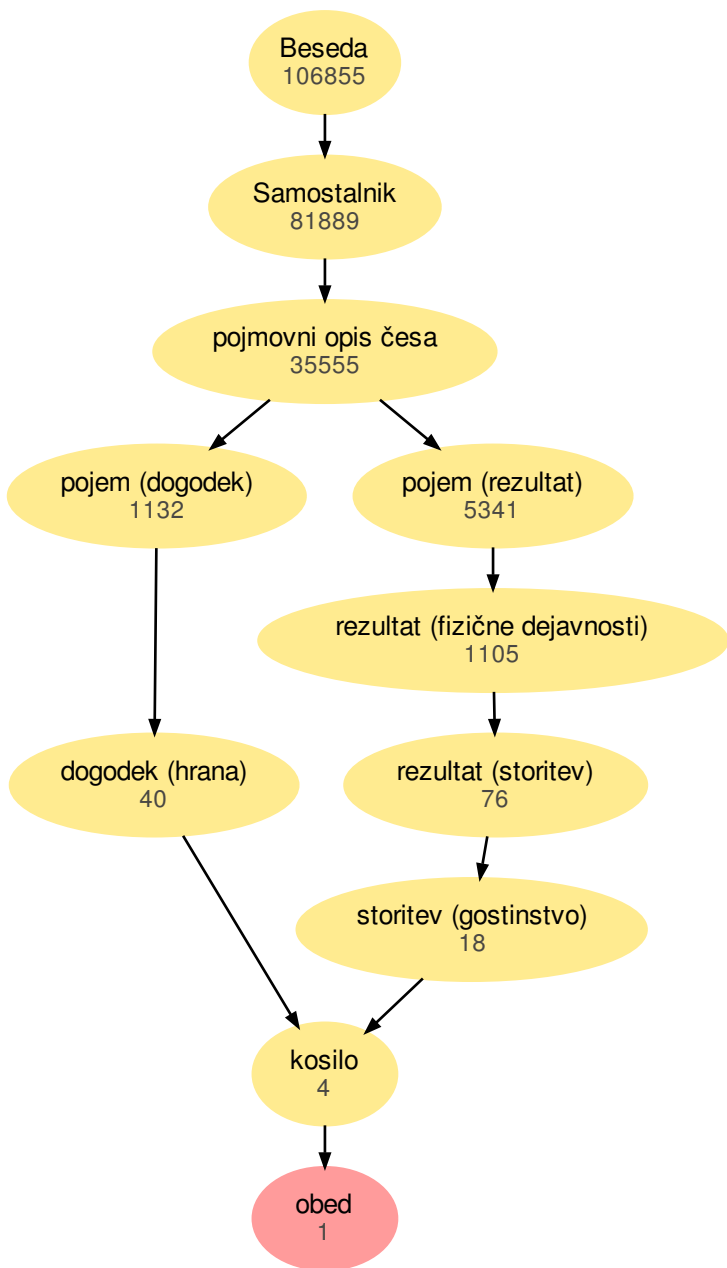 Beseda
106855
Samostalnik
81889
pojmovni opis česa
35555
pojem (dogodek)
1132
pojem (rezultat)
5341
rezultat (fizične dejavnosti)
1105
dogodek (hrana)
40
rezultat (storitev)
76
storitev (gostinstvo)
18
kosilo
4
obed
1